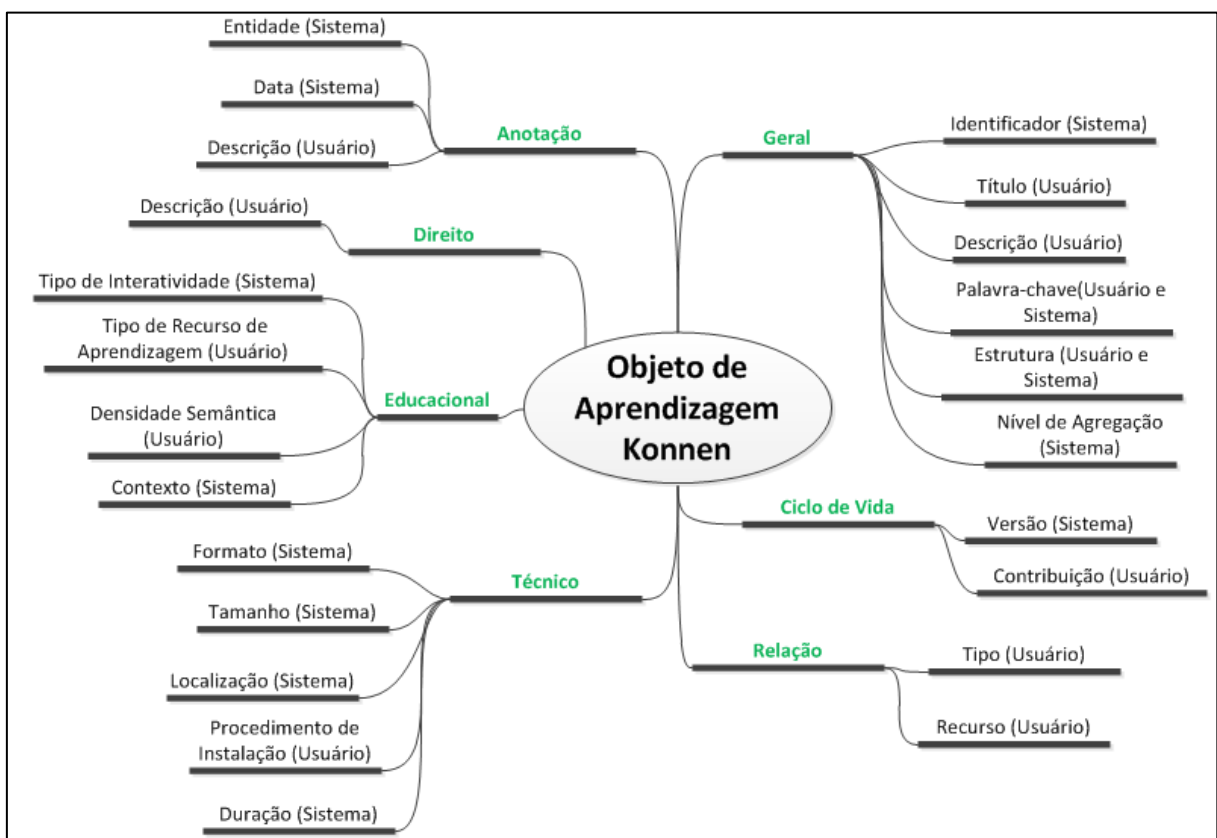 Objeto de
Aprendizagem
Konnen
Anotação
Entidade (Sistema)
Data (Sistema)
Descrição (Usuário)
Direito
Descrição (Usuário)
Educacional
Tipo de Interatividade (Sistema)
Tipo de Recurso de
Aprendizagem (Usuário)
Densidade Semântica
(Usuário)
Contexto (Sistema)
Técnico
Formato (Sistema)
Tamanho (Sistema)
Localização (Sistema)
Procedimento de
Instalação (Usuário)
Duração (Sistema)
Geral
Identificador (Sistema)
Título (Usuário)
Descrição (Usuário)
Palavra-chave(Usuário e
Sistema)
Estrutura (Usuário e
Sistema)
Nível de Agregação
(Sistema)
Ciclo de Vida
Versão (Sistema)
Contribuição (Usuário)
Relação
Tipo (Usuário)
Recurso (Usuário)